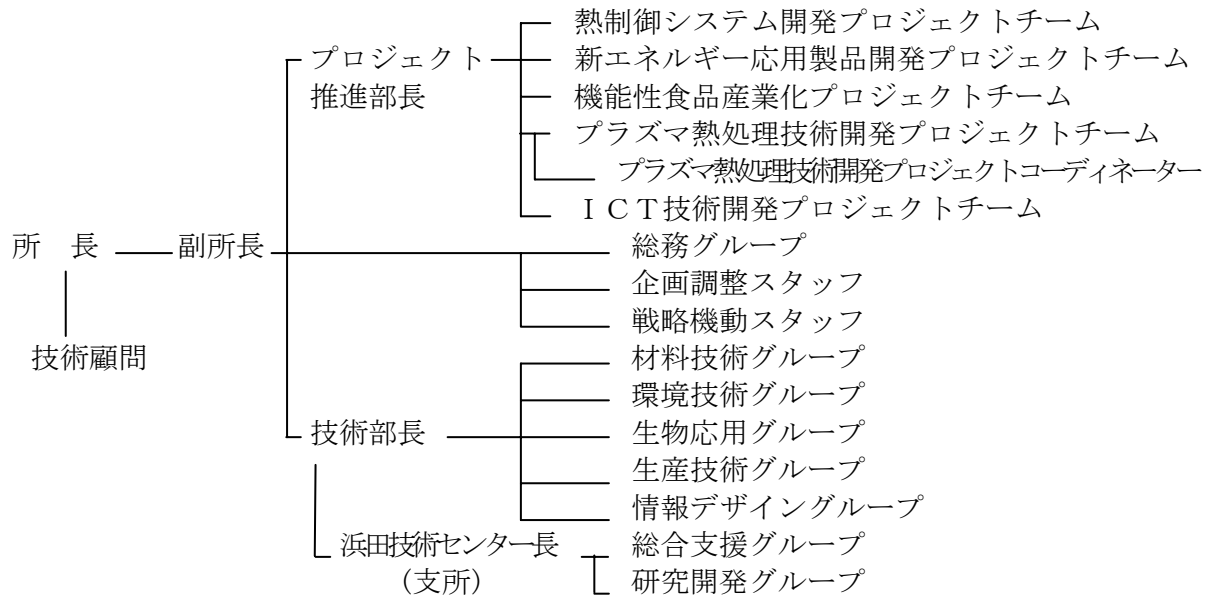 熱制御システム開発プロジェクトチーム
プロジェクト 新エネルギー応用製品開発プロジェクトチーム
推進部長 機能性食品産業化プロジェクトチーム
プラズマ熱処理技術開発プロジェクトチーム
プラズマ熱処理技術開発プロジェクトコーディネーター
ICT技術開発プロジェクトチーム
所 長 副所長 総務グループ
企画調整スタッフ
戦略機動スタッフ
技術顧問 材料技術グループ
環境技術グループ
技術部長 生物応用グループ
生産技術グループ
情報デザイングループ
浜田技術センター長 総合支援グループ
(支所) 研究開発グループ